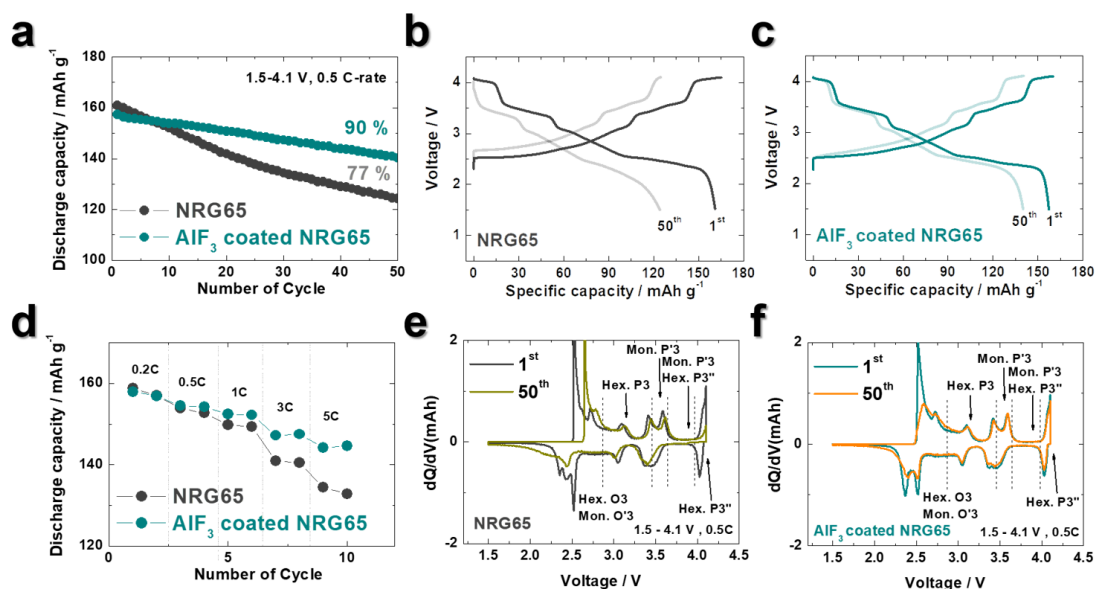 a
180
160
140
120
100
Discharge capacity / mAh g⁻¹
1.5-4.1 V , 0.5 C-rate
90 %
77 %
NRG65
AlF₃ coated NRG65
0 10 20 30 40 50
Number of Cycle
b
4
3
2
1
Voltage / V
50ᵗʰ 1ˢᵗ
NRG65
0 30 60 90 120 150 180
Specific capacity / mAh g⁻¹
c
4
3
2
1
Voltage / V
50ᵗʰ 1ˢᵗ
AlF₃ coated NRG65
0 30 60 90 120 150 180
Specific capacity / mAh g⁻¹
d
160
140
120
Discharge capacity / mAh g⁻¹
0.2C 0.5C 1C 3C 5C
NRG65
AlF₃ coated NRG65
0 2 4 6 8 10 12
Number of Cycle
e
2
0
-2
dQ/dV(mAh)
1ˢᵗ
50ᵗʰ
Mon. P'3
Mon. P'3
Hex. P3
Hex. P3"
Hex. P3"
Hex. O3
Mon. O'3
NRG65
1.5 - 4.1 V , 0.5C
1.5 2.0 2.5 3.0 3.5 4.0 4.5
Voltage / V
f
2
0
-2
dQ/dV(mAh)
1ˢᵗ
50ᵗʰ
Mon. P'3
Mon. P'3
Hex. P3
Hex. P3"
Hex. P3"
Hex. O3
Mon. O'3
AlF₃ coated NRG65
1.5 - 4.1 V , 0.5C
1.5 2.0 2.5 3.0 3.5 4.0 4.5
Voltage / V